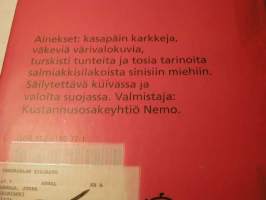 Ainekset: kasapäin karkkeja,
väkeviä värivalokuvia,
turskisti tunteita ja tosia tarinoita
salmiakkisilakoista sinisiin miehiin.
Säilytettävä kuivassa ja
valolta suojassa. Valmistaja:
Kustannusosakeyhtiö Nemo.